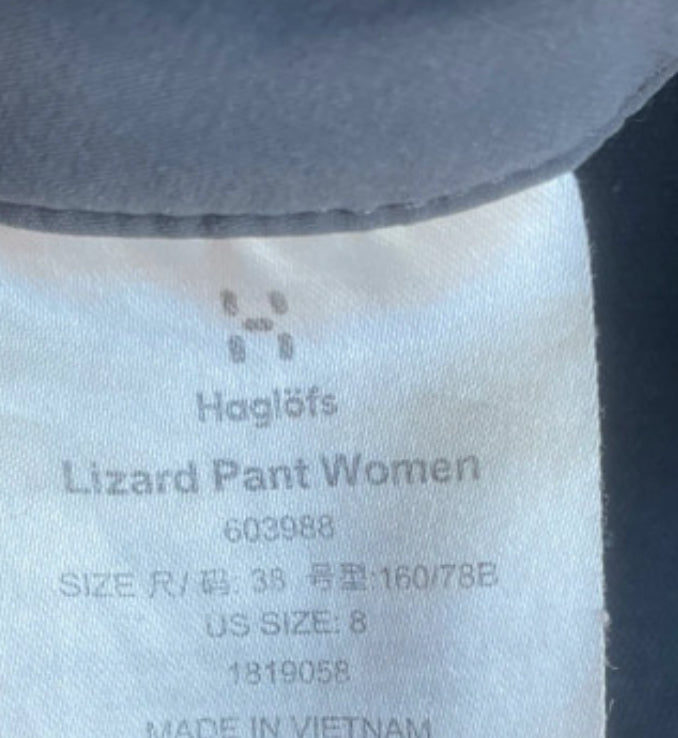 Haglöfs
Lizard Pant Women
603988
SIZE 尺/ 码: 38 号型:160/78B
US SIZE: 8
1819058
MADE IN VIETNAM